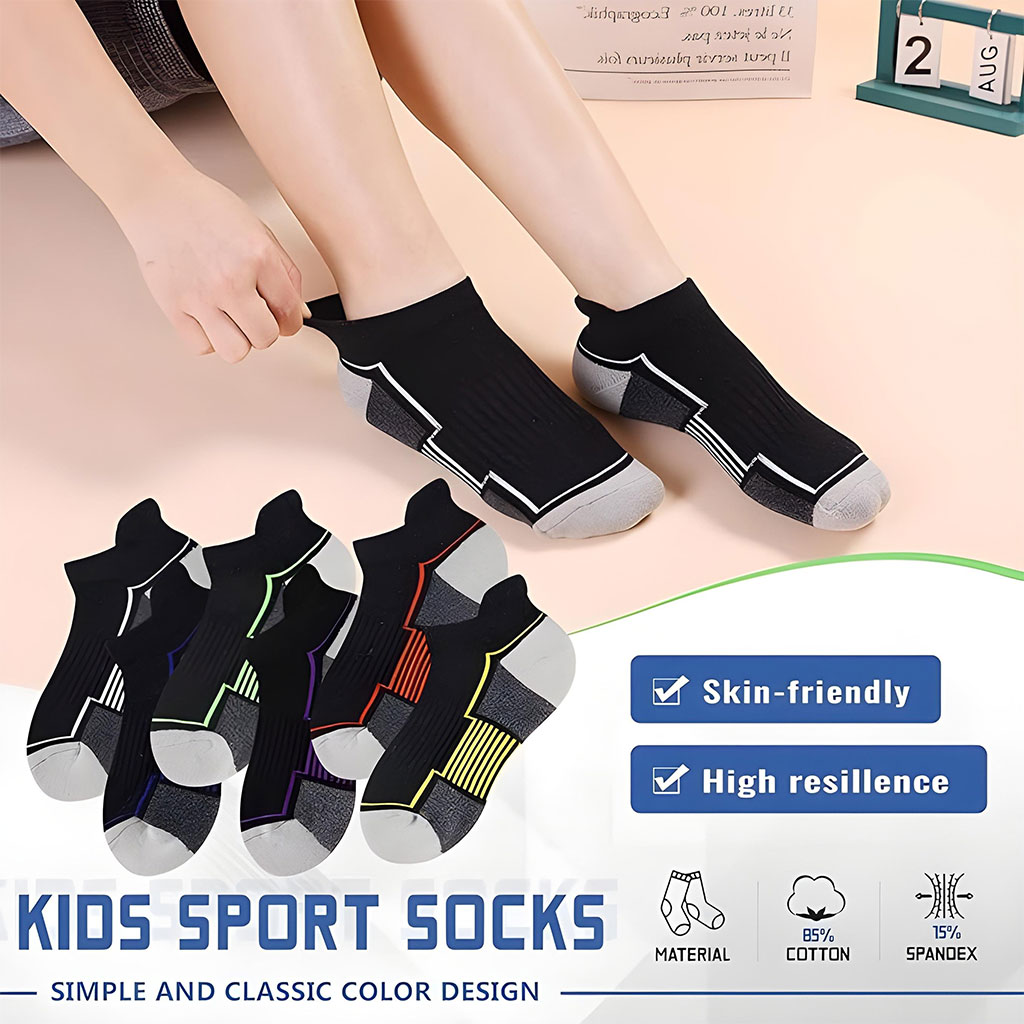 2
AUG
Skin-friendly
High resillence
KIDS SPORT SOCKS
SIMPLE AND CLASSIC COLOR DESIGN
MATERIAL
85%
COTTON
15%
SPANDEX